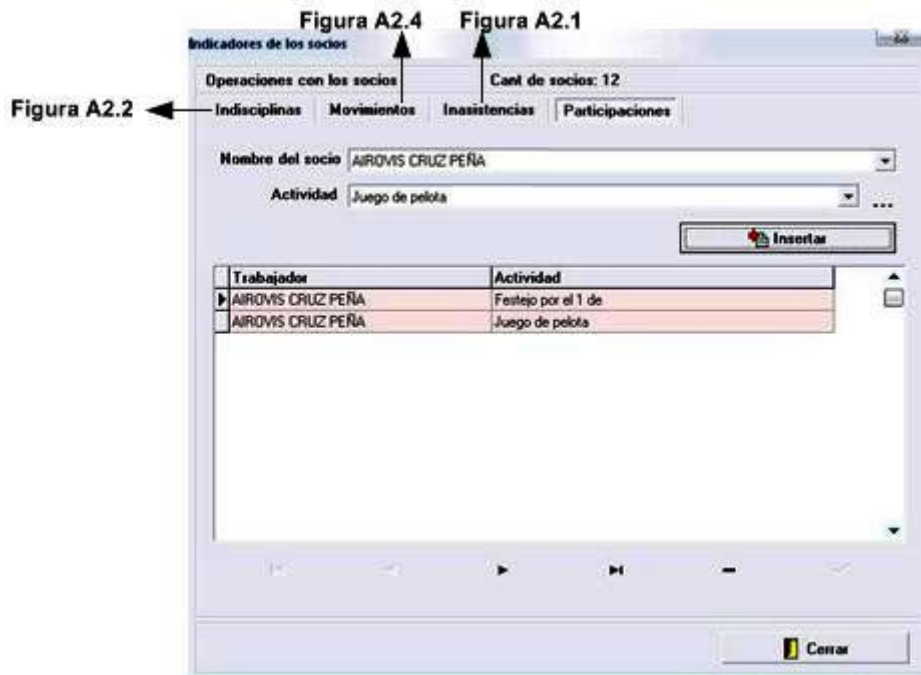 Figura A2.4 Figura A2.1
Indicadores de los socios
Operaciones con los socios Cant de socios: 12
Figura A2.2 Indisciplinas Movimientos Inasistencias Participaciones
Nombre del socio AIROVIS CRUZ PEÑA
Actividad Juego de pelota ...
Insertar
Trabajador Actividad
AIROVIS CRUZ PEÑA Festejo por el 1 de
AIROVIS CRUZ PEÑA Juego de pelota
Cerrar